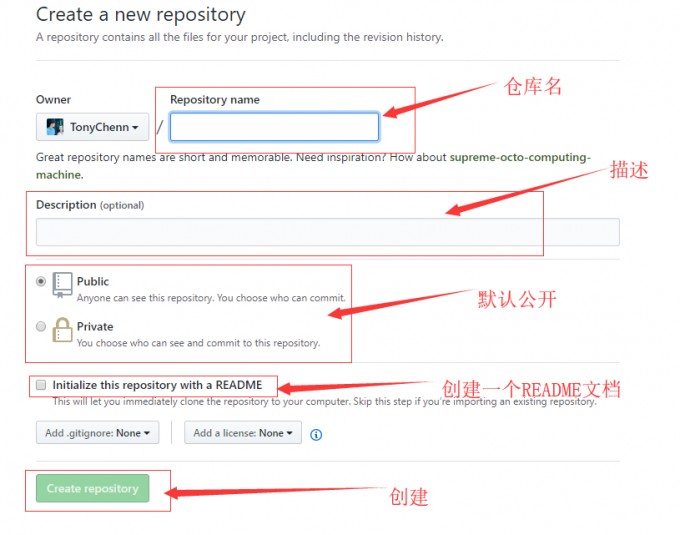 Create a new repository
A repository contains all the files for your project, including the revision history.
Owner
Repository name
仓库名
TonyChenn
/
Great repository names are short and memorable. Need inspiration? How about supreme-octo-computing-
machine.
描述
Description (optional)
Public
Anyone can see this repository. You choose who can commit.
默认公开
Private
You choose who can see and commit to this repository.
Initialize this repository with a README
创建一个README文档
This will let you immediately clone the repository to your computer. Skip this step if you're importing an existing repository.
Add .gitignore: None
Add a license: None
i
Create repository
创建